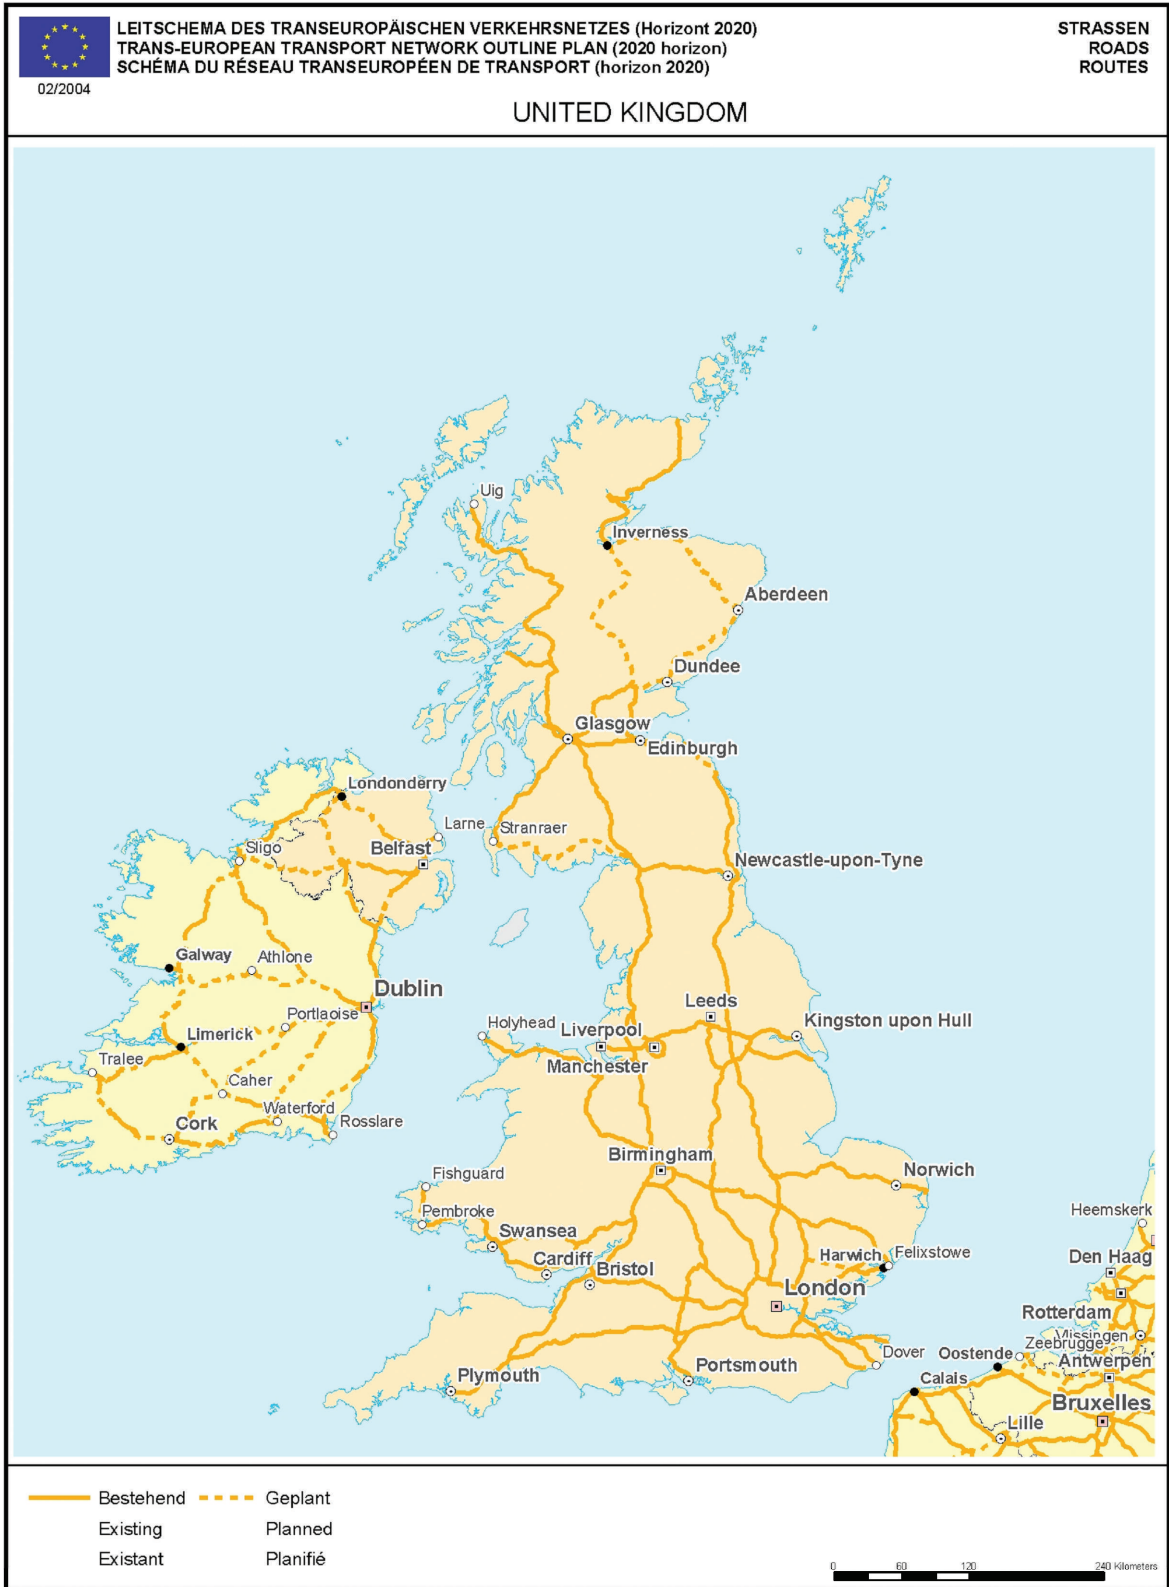 LEITSCHEMA DES TRANSEUROPÄISCHEN VERKEHRSNETZES (Horizont 2020)
TRANS-EUROPEAN TRANSPORT NETWORK OUTLINE PLAN (2020 horizon)
SCHÉMA DU RÉSEAU TRANSEUROPÉEN DE TRANSPORT (horizon 2020)
STRASSEN
ROADS
ROUTES
02/2004
UNITED KINGDOM
Uig
Inverness
Aberdeen
Dundee
Glasgow
Edinburgh
Londonderry
Larne
Stranraer
Sligo
Belfast
Newcastle-upon-Tyne
Galway
Athlone
Dublin
Leeds
Portlaoise
Holyhead
Liverpool
Kingston upon Hull
Limerick
Tralee
Manchester
Caher
Waterford
Cork
Rosslare
Birmingham
Norwich
Fishguard
Pembroke
Heemskerk
Swansea
Harwich
Felixstowe
Den Haag
Cardiff
Bristol
London
Rotterdam
Vlissingen
Zeebrugge
Dover
Oostende
Antwerpen
Portsmouth
Plymouth
Calais
Bruxelles
Lille
Bestehend
Geplant
Existing
Planned
Existant
Planifié
0 60 120 240 Kilometers